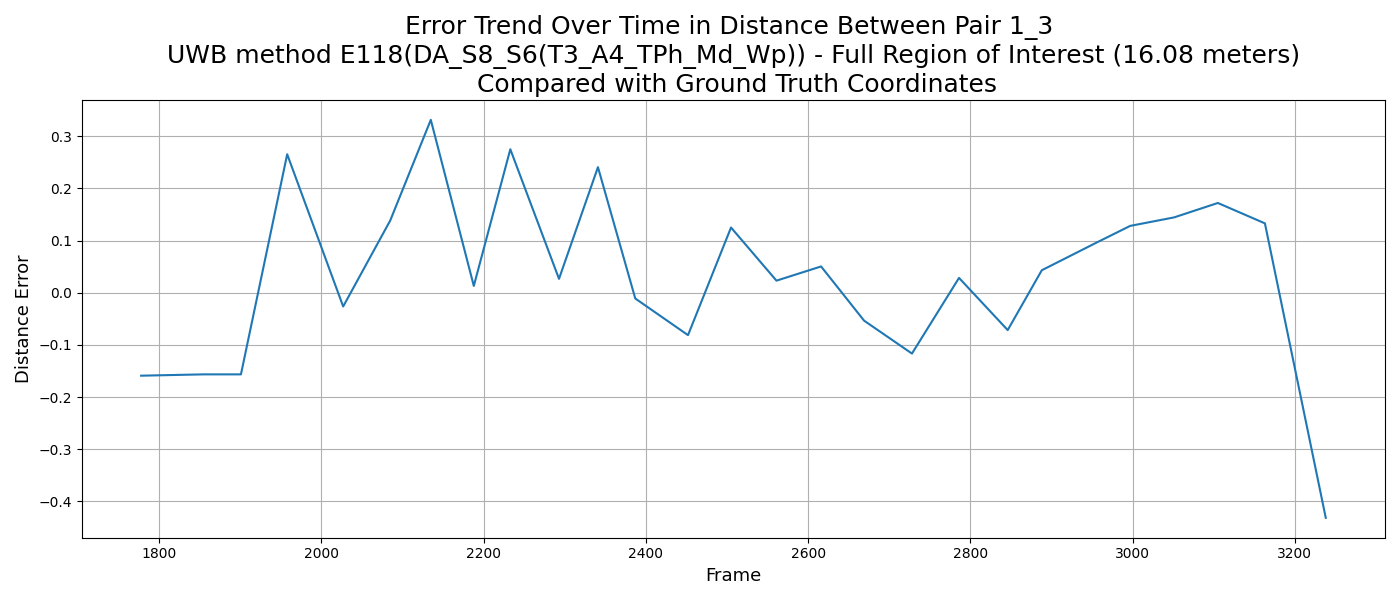 Error Trend Over Time in Distance Between Pair 1_3
UWB method E118(DA_S8_S6(T3_A4_TPh_Md_Wp)) - Full Region of Interest (16.08 meters)
Compared with Ground Truth Coordinates
Distance Error
0.3
0.2
0.1
0.0
−0.1
−0.2
−0.3
−0.4
1800 2000 2200 2400 2600 2800 3000 3200
Frame